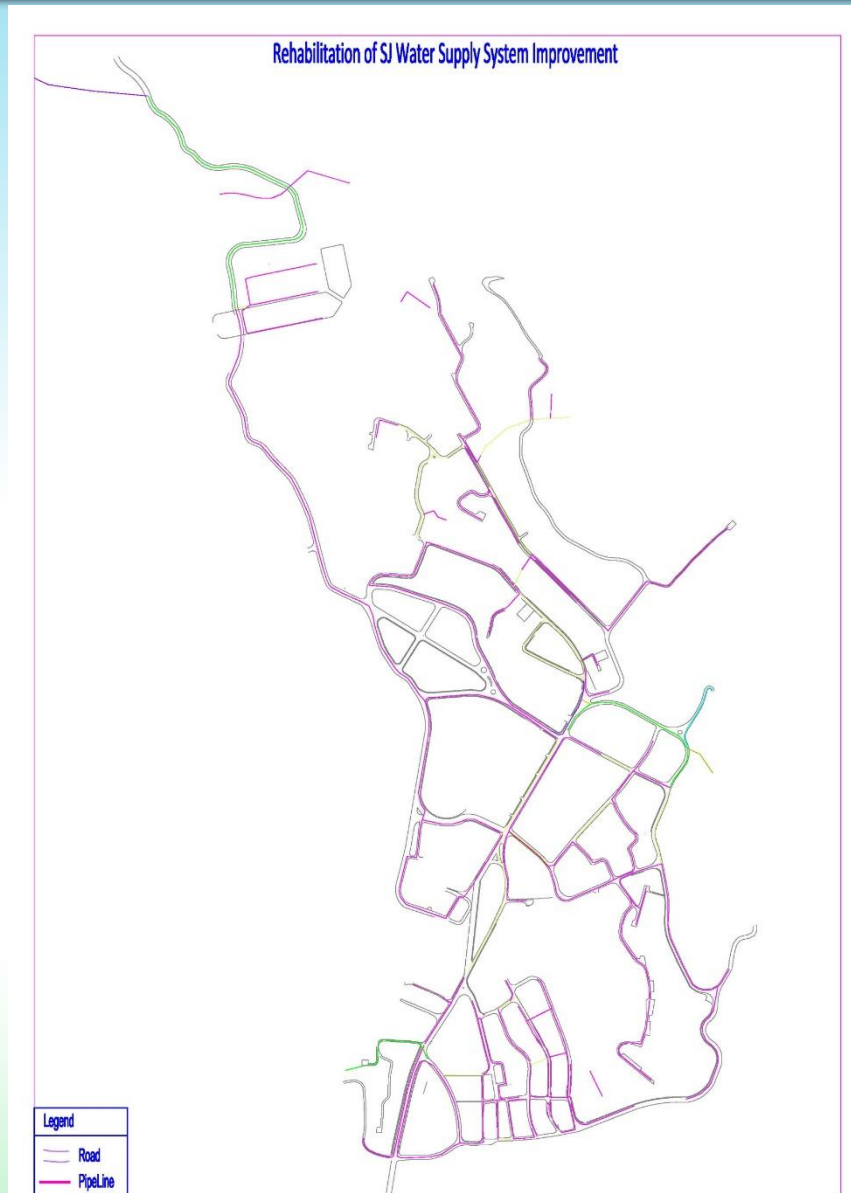 Rehabilitation of SJ Water Supply System Improvement
Legend
Road
PipeLine